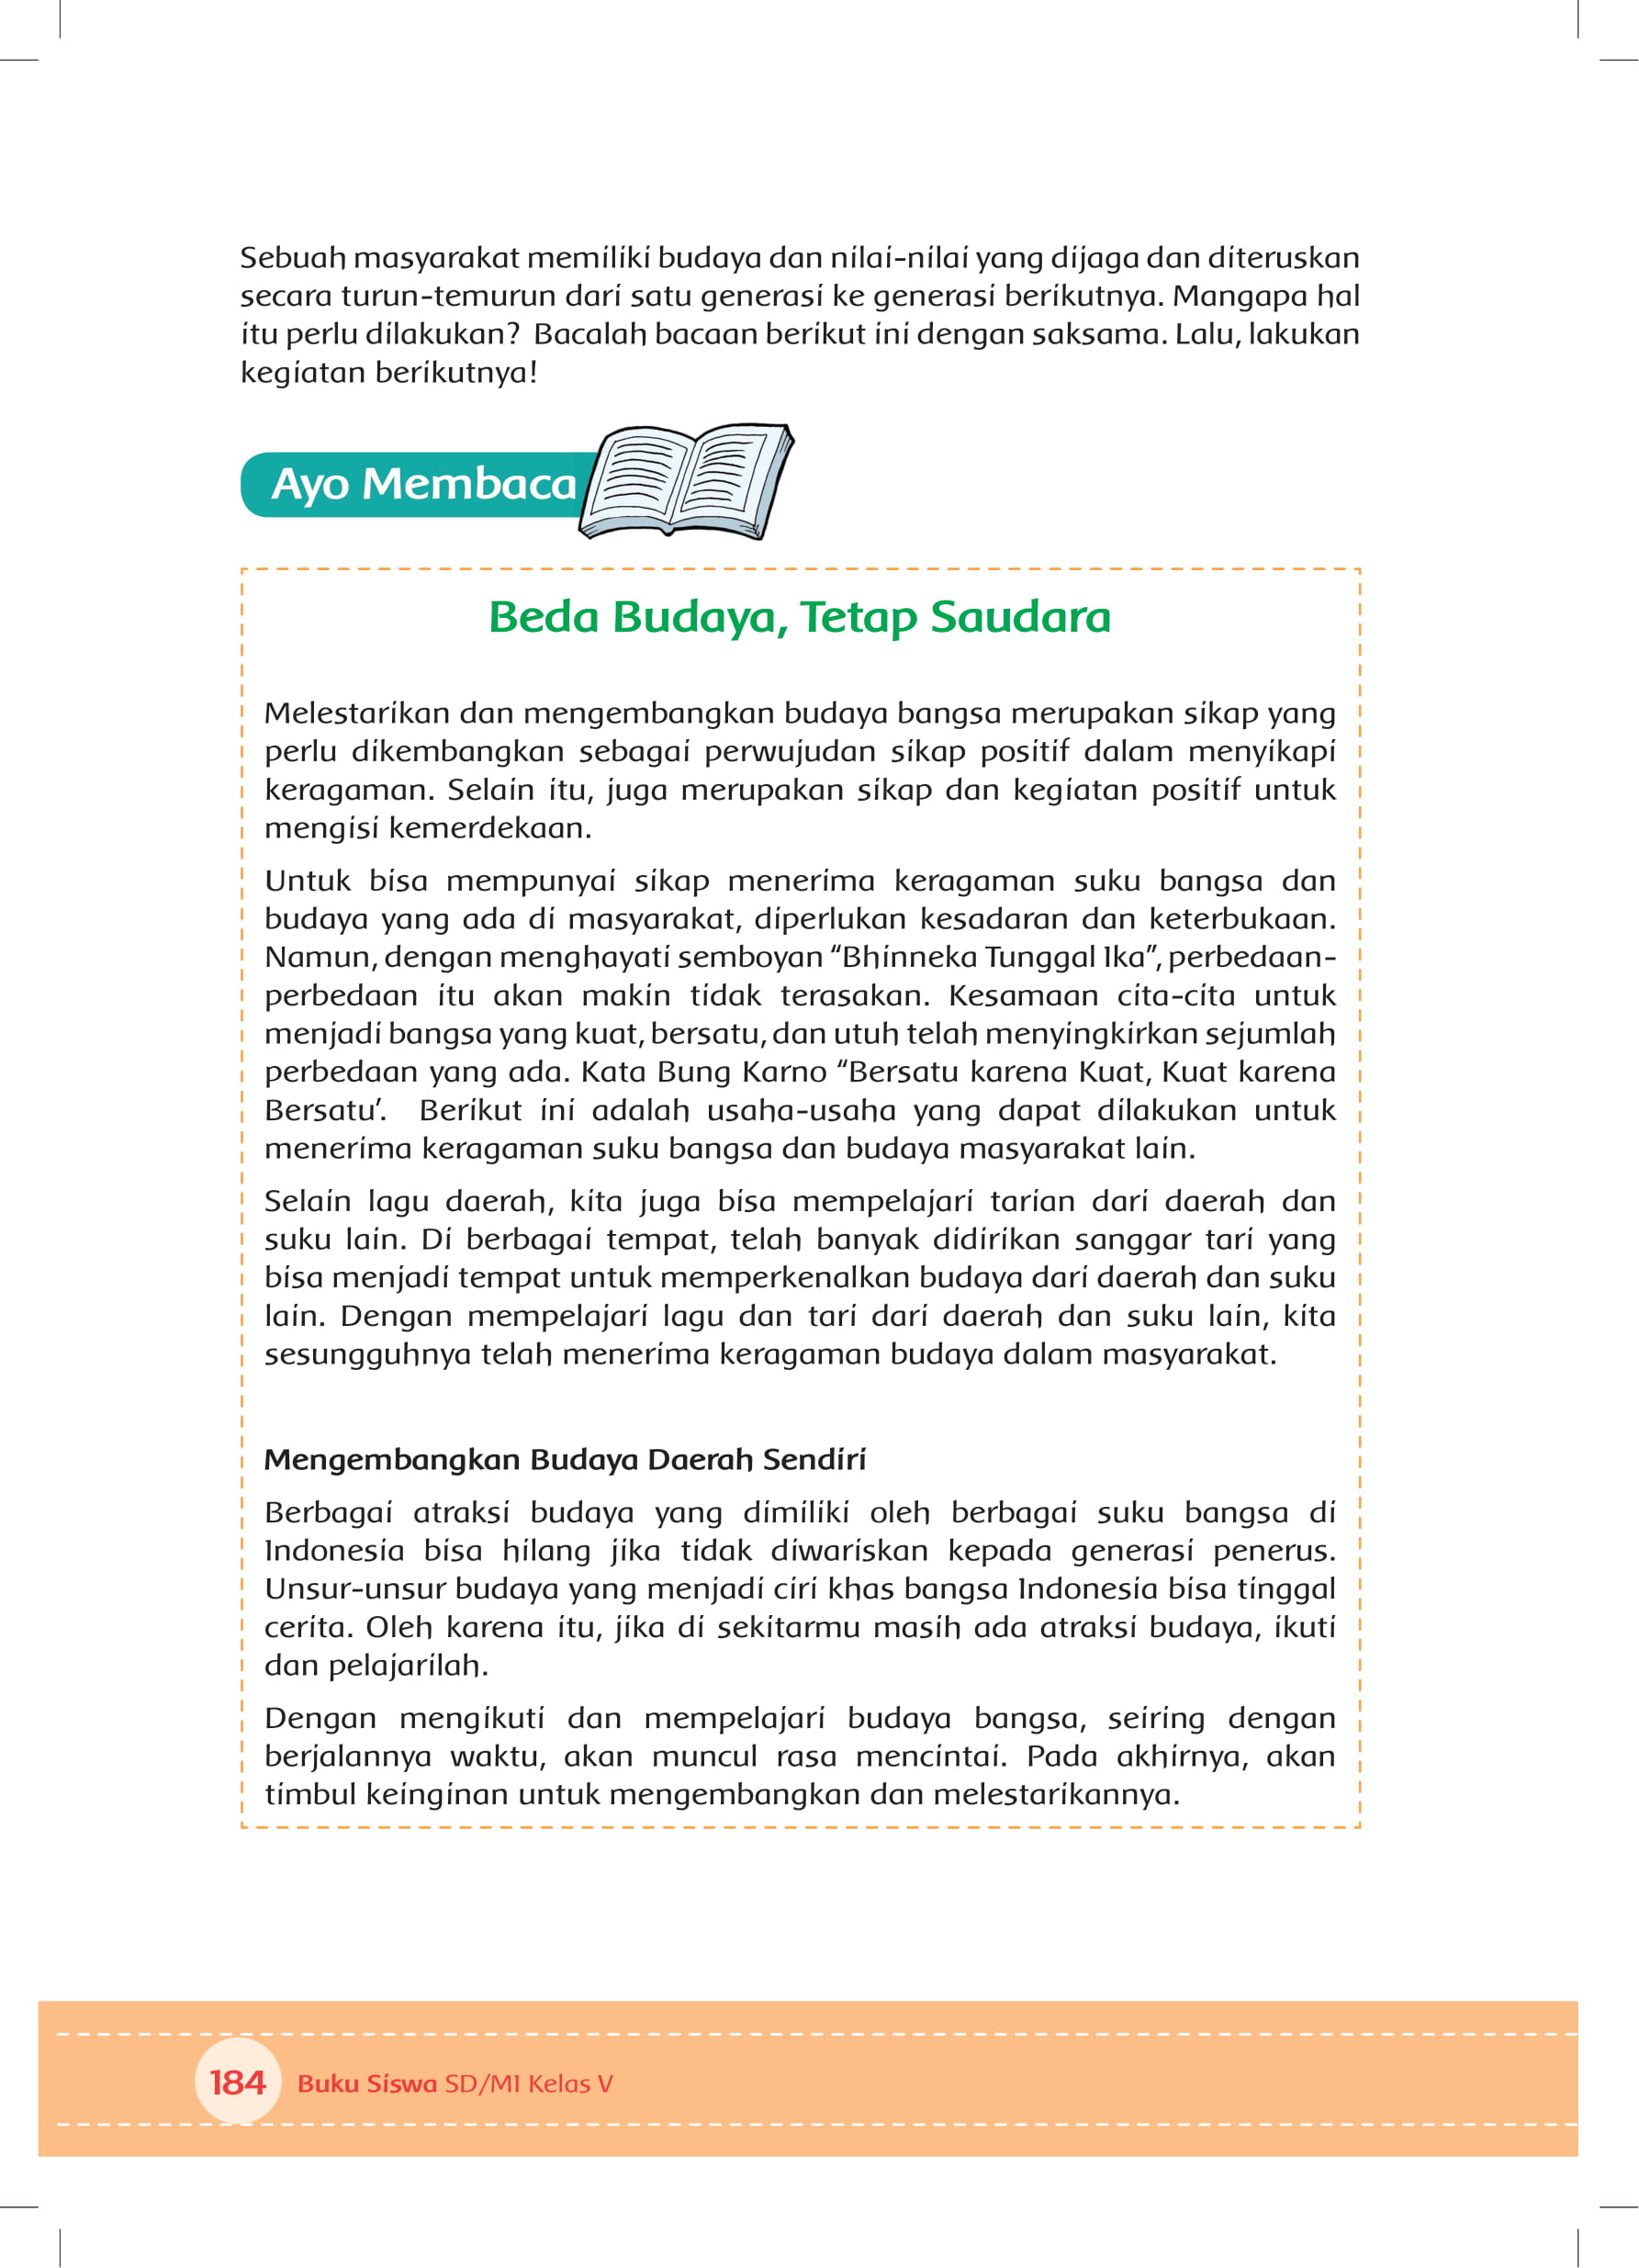 Sebuah masyarakat memiliki budaya dan nilai-nilai yang dijaga dan diteruskan
secara turun-temurun dari satu generasi ke generasi berikutnya. Mangapa hal
itu perlu dilakukan? Bacalah bacaan berikut ini dengan saksama. Lalu, lakukan
kegiatan berikutnya!
Ayo Membaca
Beda Budaya, Tetap Saudara
Melestarikan dan mengembangkan budaya bangsa merupakan sikap yang
perlu dikembangkan sebagai perwujudan sikap positif dalam menyikapi
keragaman. Selain itu, juga merupakan sikap dan kegiatan positif untuk
mengisi kemerdekaan.
Untuk bisa mempunyai sikap menerima keragaman suku bangsa dan
budaya yang ada di masyarakat, diperlukan kesadaran dan keterbukaan.
Namun, dengan menghayati semboyan “Bhinneka Tunggal Ika”, perbedaan-
perbedaan itu akan makin tidak terasakan. Kesamaan cita-cita untuk
menjadi bangsa yang kuat, bersatu, dan utuh telah menyingkirkan sejumlah
perbedaan yang ada. Kata Bung Karno “Bersatu karena Kuat, Kuat karena
Bersatu’. Berikut ini adalah usaha-usaha yang dapat dilakukan untuk
menerima keragaman suku bangsa dan budaya masyarakat lain.
Selain lagu daerah, kita juga bisa mempelajari tarian dari daerah dan
suku lain. Di berbagai tempat, telah banyak didirikan sanggar tari yang
bisa menjadi tempat untuk memperkenalkan budaya dari daerah dan suku
lain. Dengan mempelajari lagu dan tari dari daerah dan suku lain, kita
sesungguhnya telah menerima keragaman budaya dalam masyarakat.
Mengembangkan Budaya Daerah Sendiri
Berbagai atraksi budaya yang dimiliki oleh berbagai suku bangsa di
Indonesia bisa hilang jika tidak diwariskan kepada generasi penerus.
Unsur-unsur budaya yang menjadi ciri khas bangsa Indonesia bisa tinggal
cerita. Oleh karena itu, jika di sekitarmu masih ada atraksi budaya, ikuti
dan pelajarilah.
Dengan mengikuti dan mempelajari budaya bangsa, seiring dengan
berjalannya waktu, akan muncul rasa mencintai. Pada akhirnya, akan
timbul keinginan untuk mengembangkan dan melestarikannya.
184 Buku Siswa SD/MI Kelas V